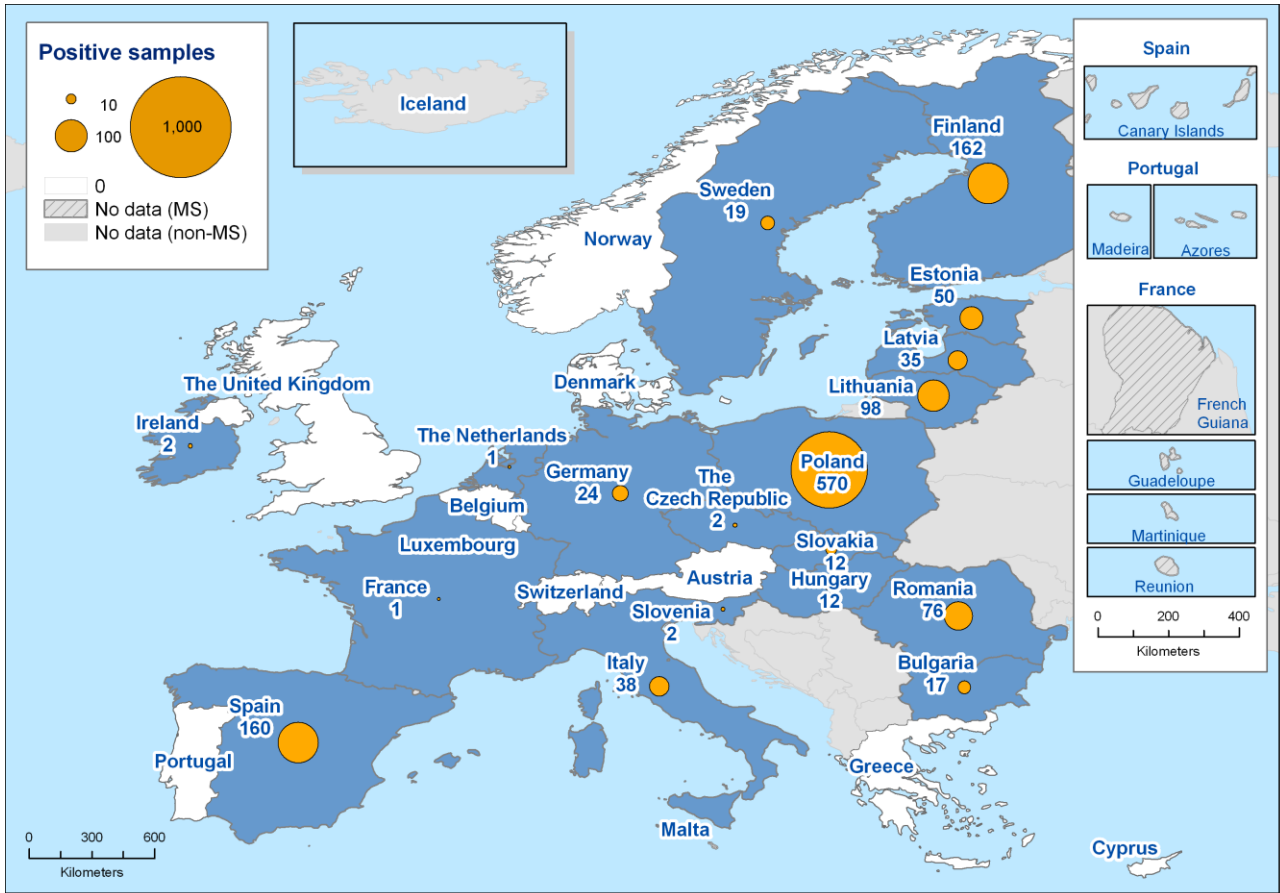 Positive samples
10
100
1,000
0
No data (MS)
No data (non-MS)
Iceland
Finland
162
Sweden
19
Norway
Estonia
50
Latvia
35
Lithuania
98
Denmark
The United Kingdom
Ireland
2
The Netherlands
1
Germany
24
Belgium
Luxembourg
Poland
570
The
Czech Republic
2
Slovakia
12
Hungary
12
Austria
Switzerland
France
1
Slovenia
2
Romania
76
Italy
38
Bulgaria
17
Spain
160
Portugal
Greece
Malta
Cyprus
0 300 600
Kilometers
Spain
Canary Islands
Portugal
Madeira
Azores
France
French
Guiana
Guadeloupe
Martinique
Reunion
0 200 400
Kilometers